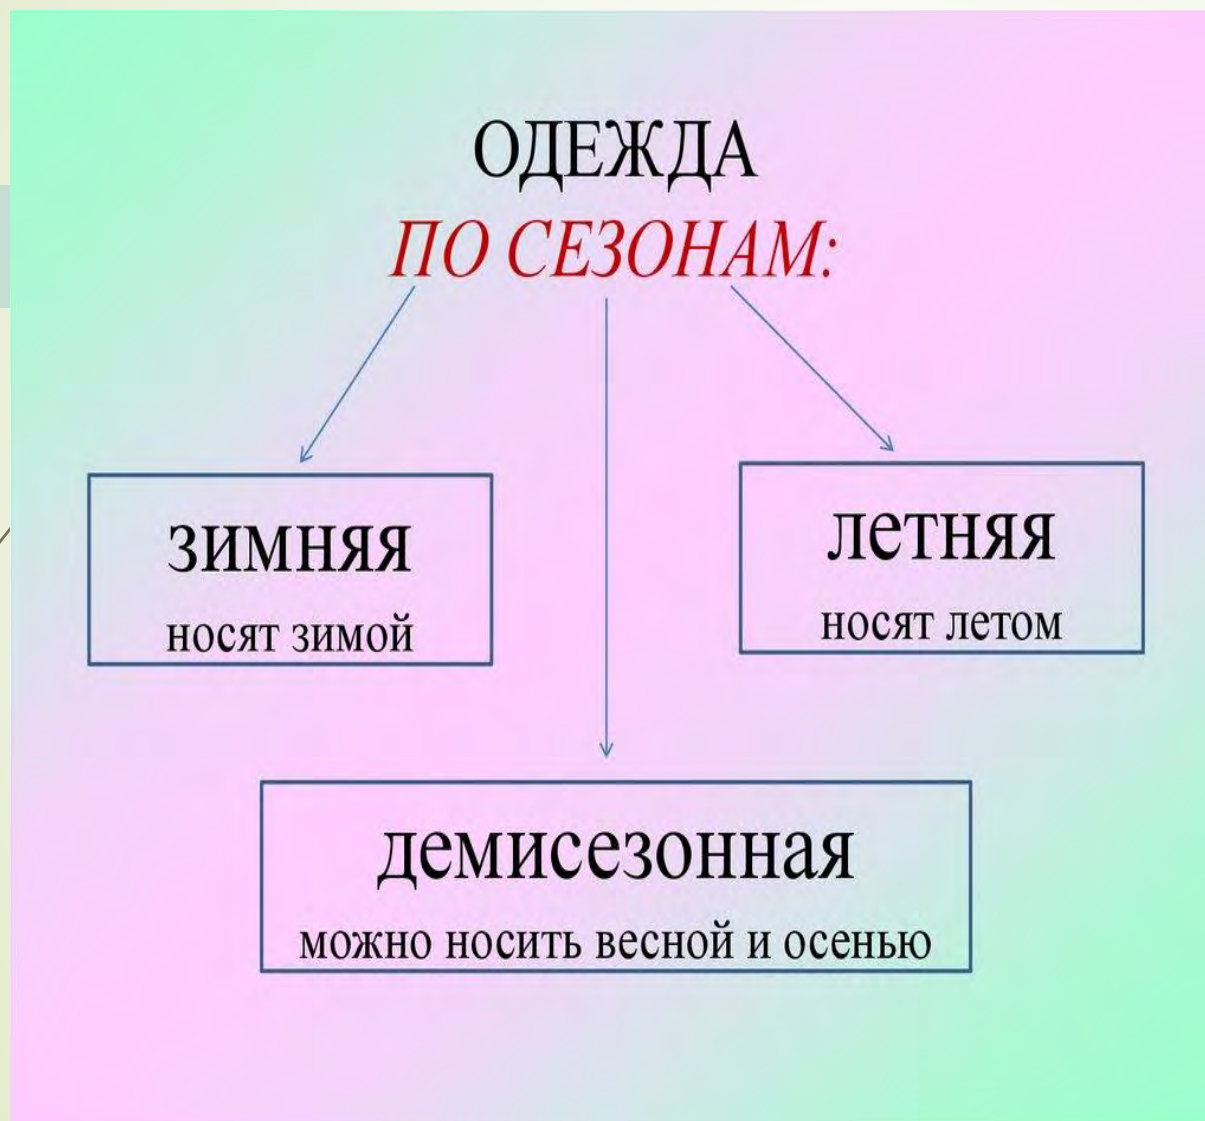 ОДЕЖДА
ПО СЕЗОНАМ:
зимняя
носят зимой
летняя
носят летом
демисезонная
можно носить весной и осенью